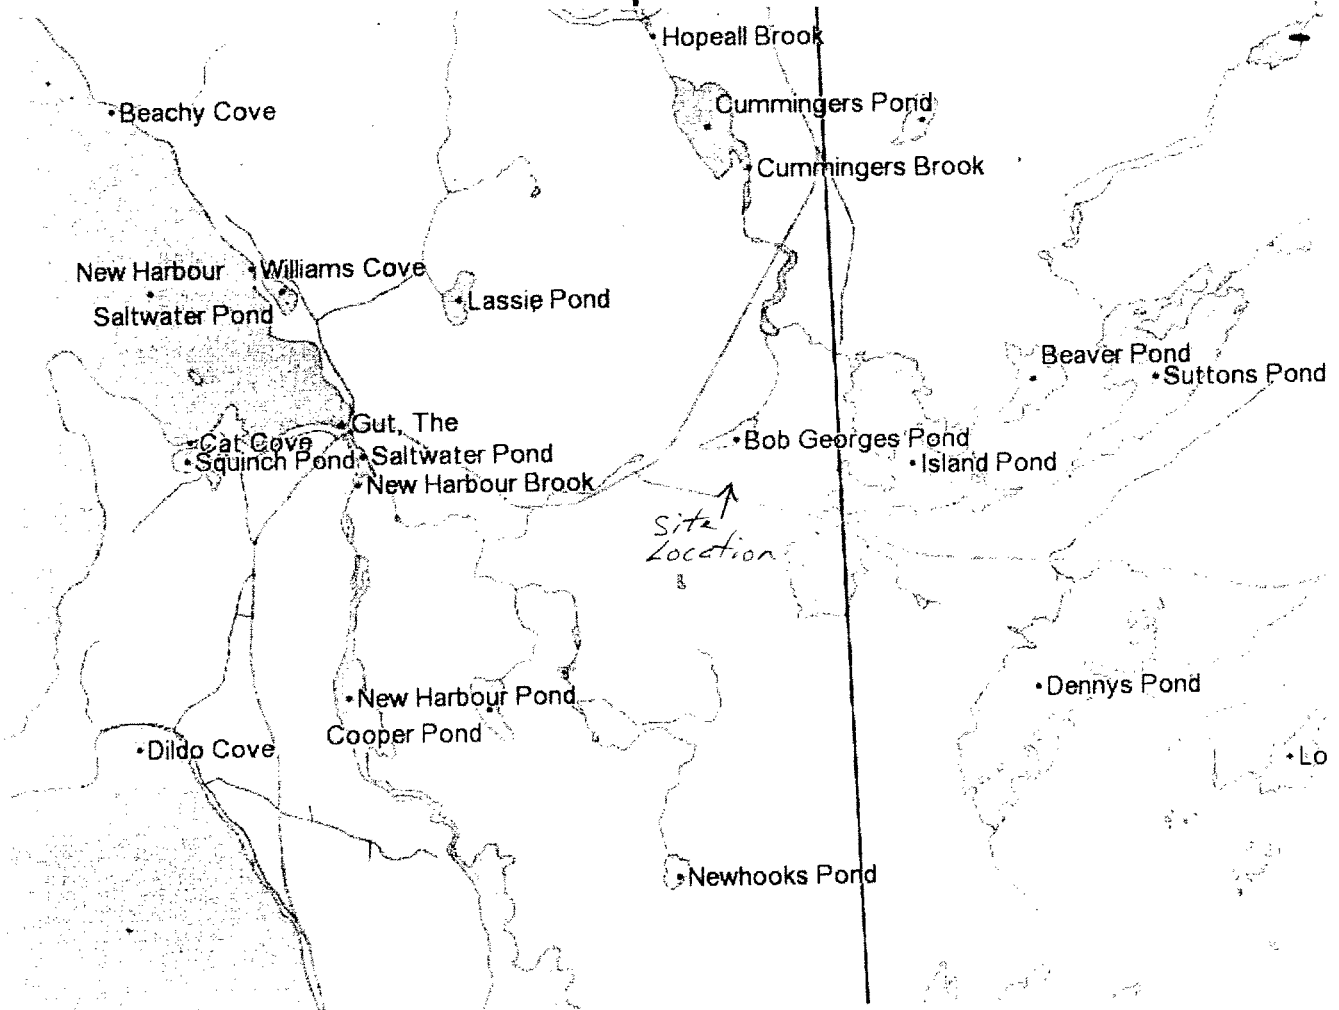 Hopeall Brook
Cummingers Pond
Beachy Cove
Cummingers Brook
New Harbour
Williams Cove
Lassie Pond
Saltwater Pond
Beaver Pond
Suttons Pond
Gut, The
Cat Cove
Bob Georges Pond
Saltwater Pond
Squinch Pond
Island Pond
New Harbour Brook
Site
Location
Dennys Pond
New Harbour Pond
Cooper Pond
Dildo Cove
Lo
Newhooks Pond